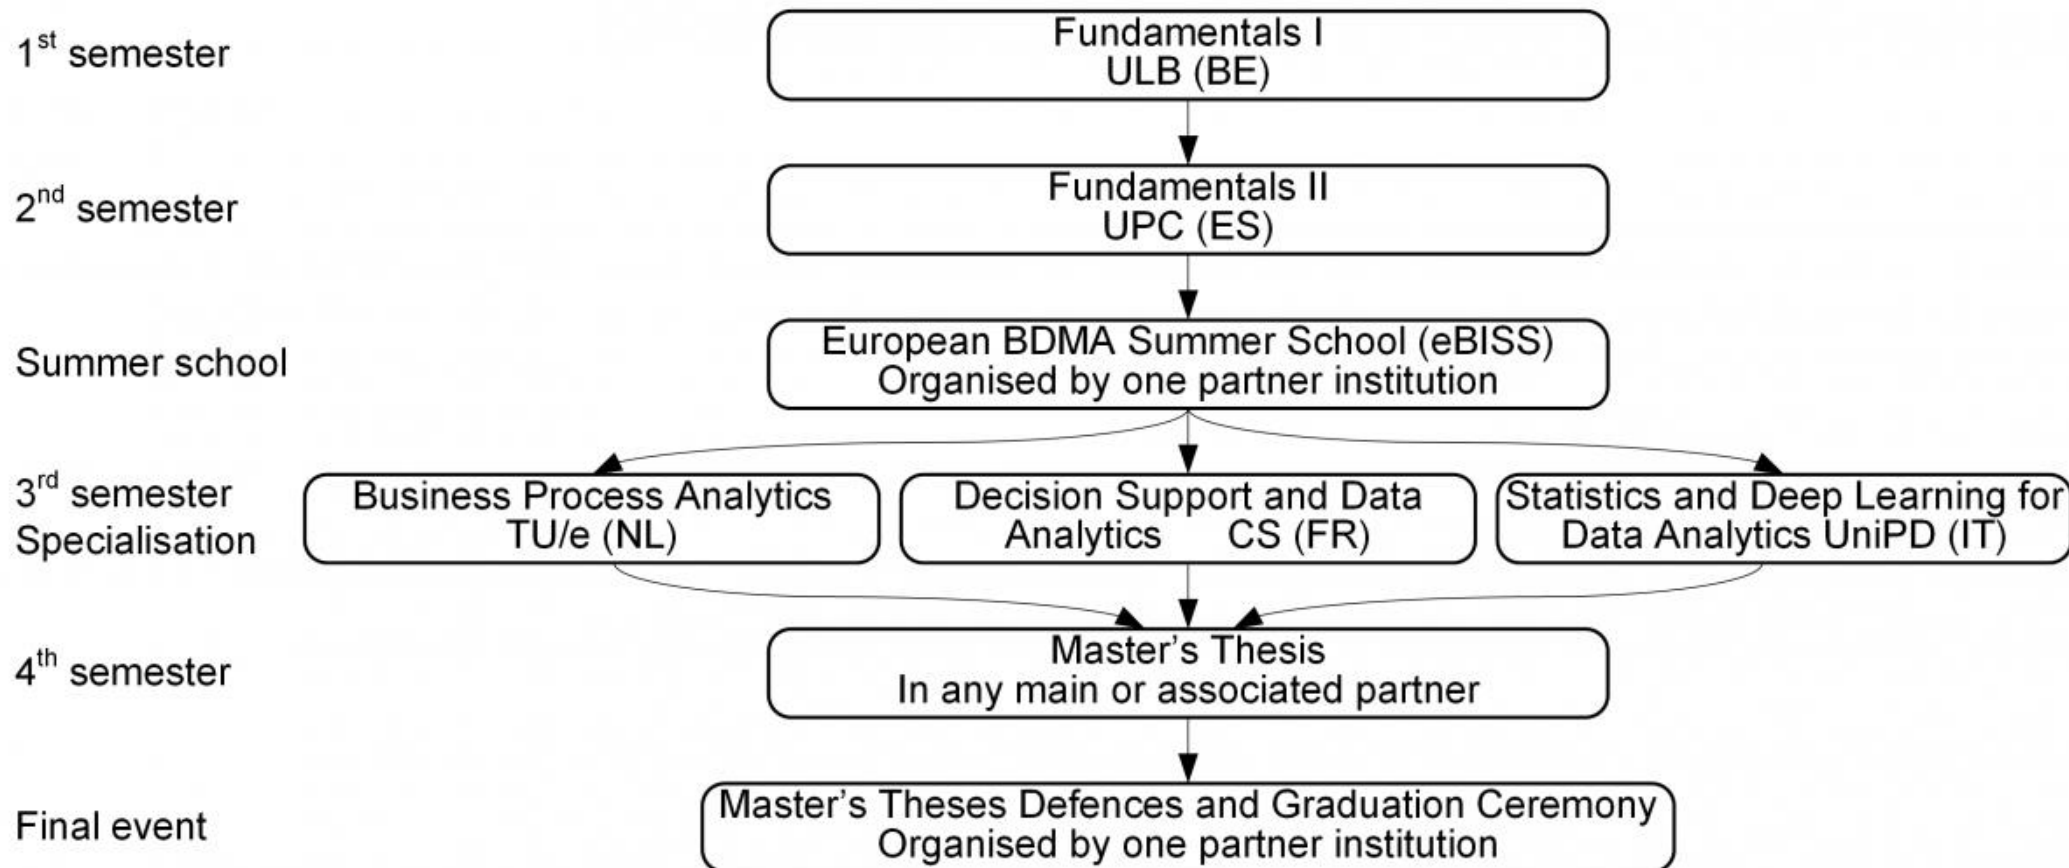 1st semester
Fundamentals I
ULB (BE)
2nd semester
Fundamentals II
UPC (ES)
Summer school
European BDMA Summer School (eBISS)
Organised by one partner institution
3rd semester
Specialisation
Business Process Analytics
TU/e (NL)
Decision Support and Data
Analytics CS (FR)
Statistics and Deep Learning for
Data Analytics UniPD (IT)
4th semester
Master’s Thesis
In any main or associated partner
Final event
Master’s Theses Defences and Graduation Ceremony
Organised by one partner institution